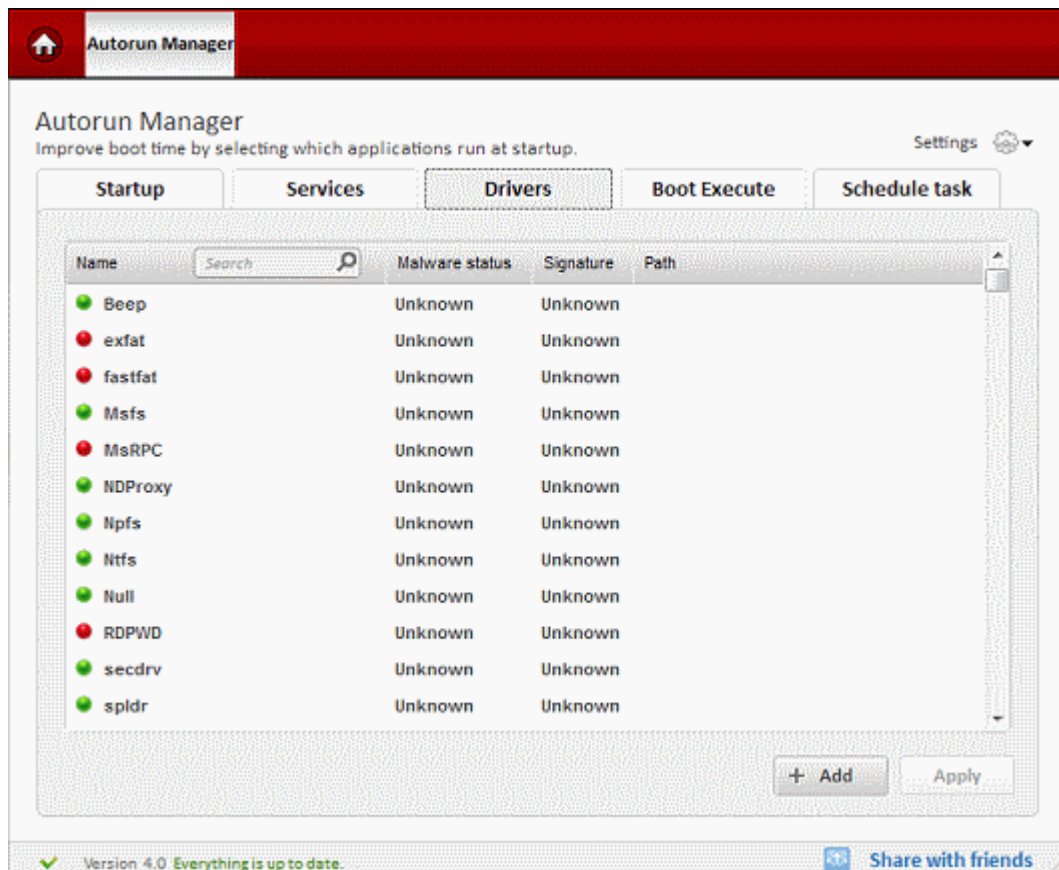 Autorun Manager
Autorun Manager
Improve boot time by selecting which applications run at startup.
Settings
Startup Services Drivers Boot Execute Schedule task
Name Search Malware status Signature Path
Beep Unknown Unknown
exfat Unknown Unknown
fastfat Unknown Unknown
Msfs Unknown Unknown
MsRPC Unknown Unknown
NDProxy Unknown Unknown
Npfs Unknown Unknown
Ntfs Unknown Unknown
Null Unknown Unknown
RDPWD Unknown Unknown
secdrv Unknown Unknown
spldr Unknown Unknown
+ Add Apply
Version 4.0 Everything is up to date. Share with friends